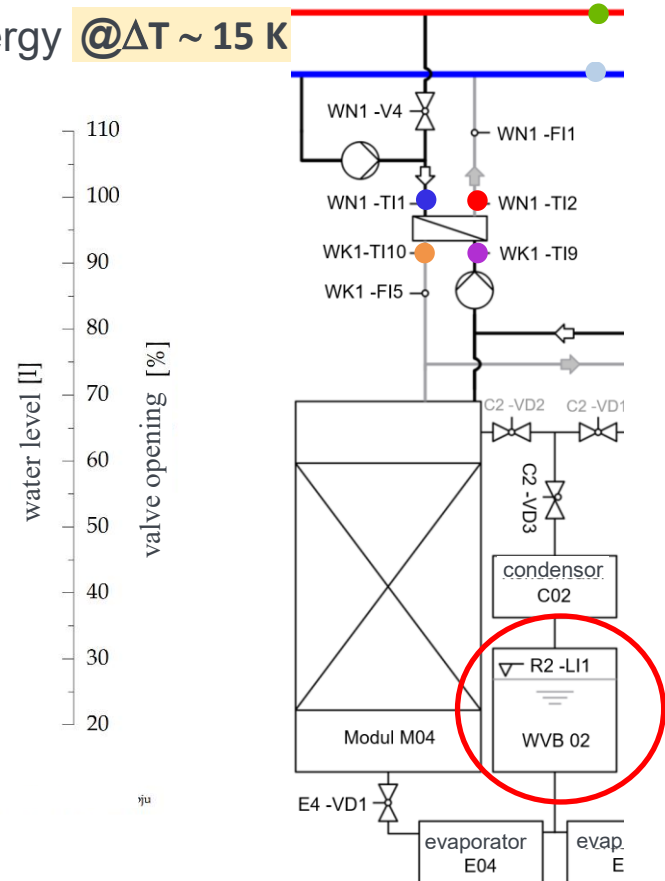 ergy @ΔT ~ 15 K
WN1 -V4
WN1 -FI1
110
100
90
80
70
60
50
40
30
20
water level [l]
valve opening [%]
WN1 -TI1
WN1 -TI2
WK1-TI10
WK1 -TI9
WK1 -FI5
C2 -VD2
C2 -VD1
C2 -VD3
condensor
C02
R2 -LI1
WVB 02
Modul M04
E4 -VD1
evaporator
E04
evap
E